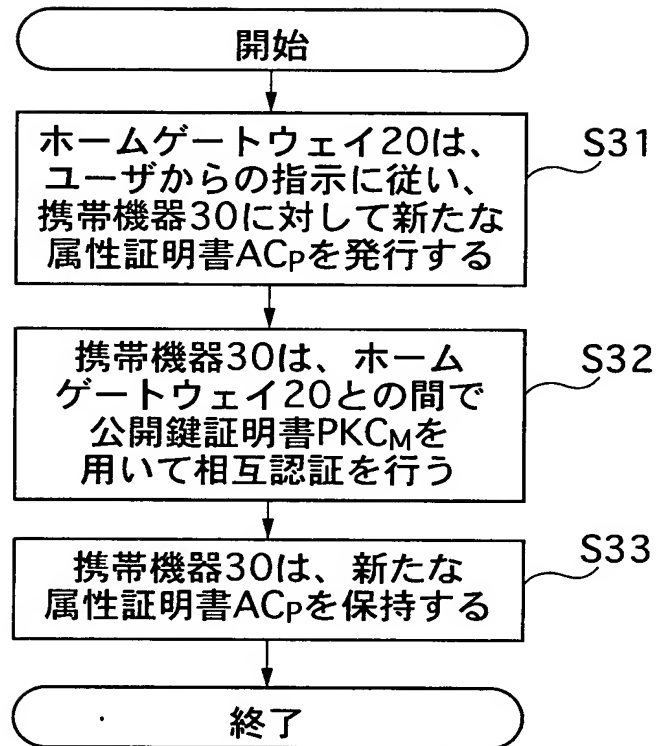 開始
ホームゲートウェイ20は、
ユーザからの指示に従い、
携帯機器30に対して新たな
属性証明書ACPを発行する
S31
携帯機器30は、ホーム
ゲートウェイ20との間で
公開鍵証明書PKCMを
用いて相互認証を行う
S32
携帯機器30は、新たな
属性証明書ACPを保持する
S33
終了